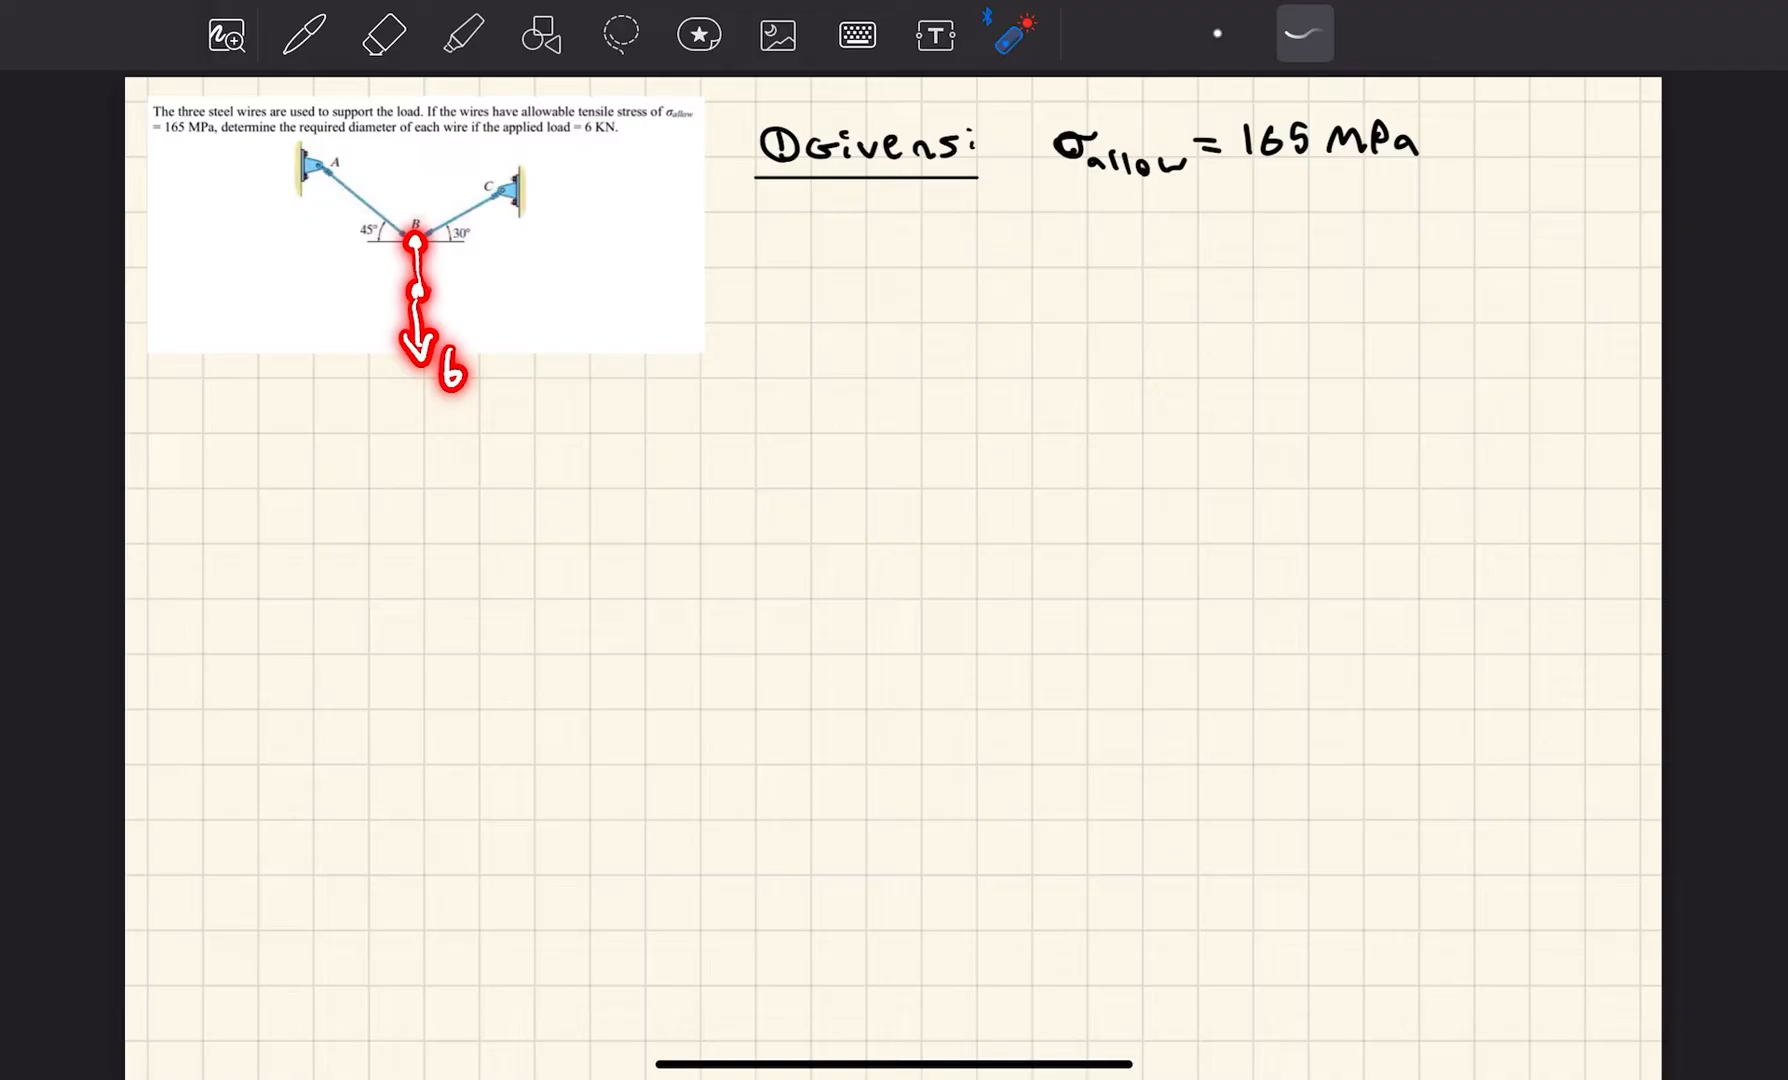 The three steel wires are used to support the load. If the wires have allowable tensile stress of σallow
= 165 MPa, determine the required diameter of each wire if the applied load = 6 KN.
①Givens: σallow = 165 MPa
A
C
B
45°
30°
6
T